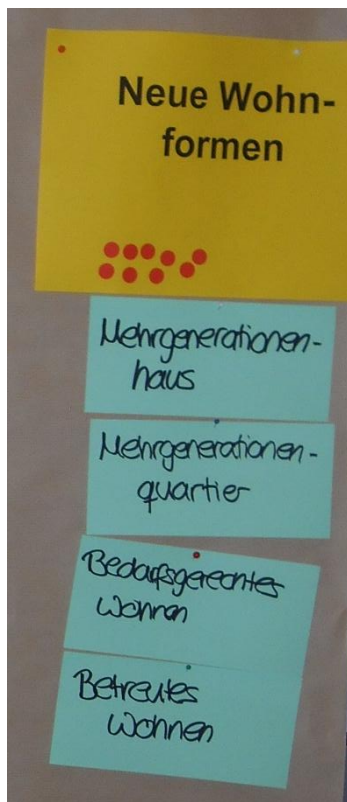 Neue Wohn-
formen
Mehrgenerationen-
haus
Mehrgenerationen-
quartier
Bedarfsgerechtes
Wohnen
Betreutes
Wohnen